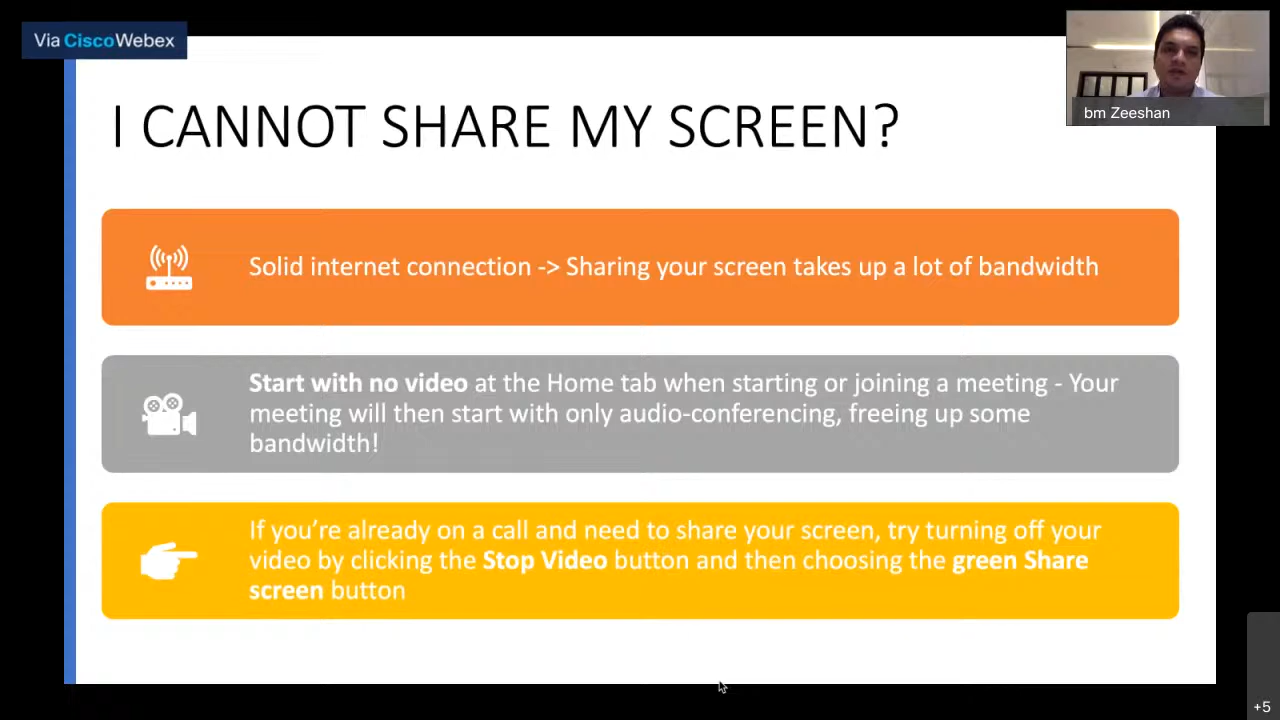 Via CiscoWebex
bm Zeeshan
I CANNOT SHARE MY SCREEN?
Solid internet connection -> Sharing your screen takes up a lot of bandwidth
Start with no video at the Home tab when starting or joining a meeting - Your
meeting will then start with only audio-conferencing, freeing up some
bandwidth!
If you’re already on a call and need to share your screen, try turning off your
video by clicking the Stop Video button and then choosing the green Share
screen button
+5